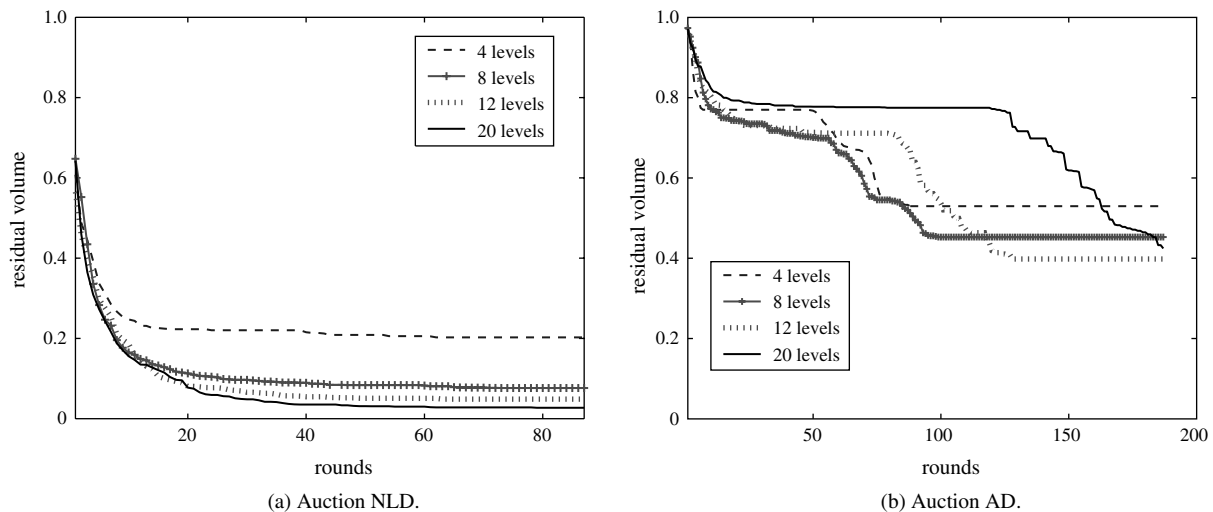 1.0
0.8
0.6
0.4
0.2
0
20
40
60
80
residual volume
rounds
4 levels
8 levels
12 levels
20 levels
(a) Auction NLD.
1.0
0.8
0.6
0.4
0.2
0
50
100
150
200
residual volume
rounds
4 levels
8 levels
12 levels
20 levels
(b) Auction AD.